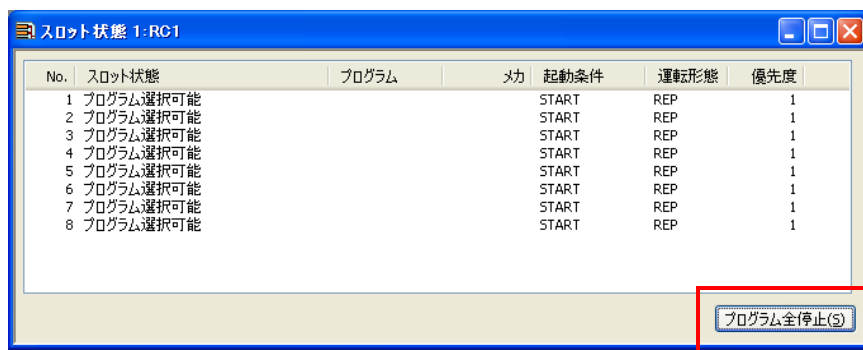 スロット状態 1:RC1
No. スロット状態 プログラム メカ 起動条件 運転形態 優先度
1 プログラム選択可能 START REP 1
2 プログラム選択可能 START REP 1
3 プログラム選択可能 START REP 1
4 プログラム選択可能 START REP 1
5 プログラム選択可能 START REP 1
6 プログラム選択可能 START REP 1
7 プログラム選択可能 START REP 1
8 プログラム選択可能 START REP 1
プログラム全停止(S)